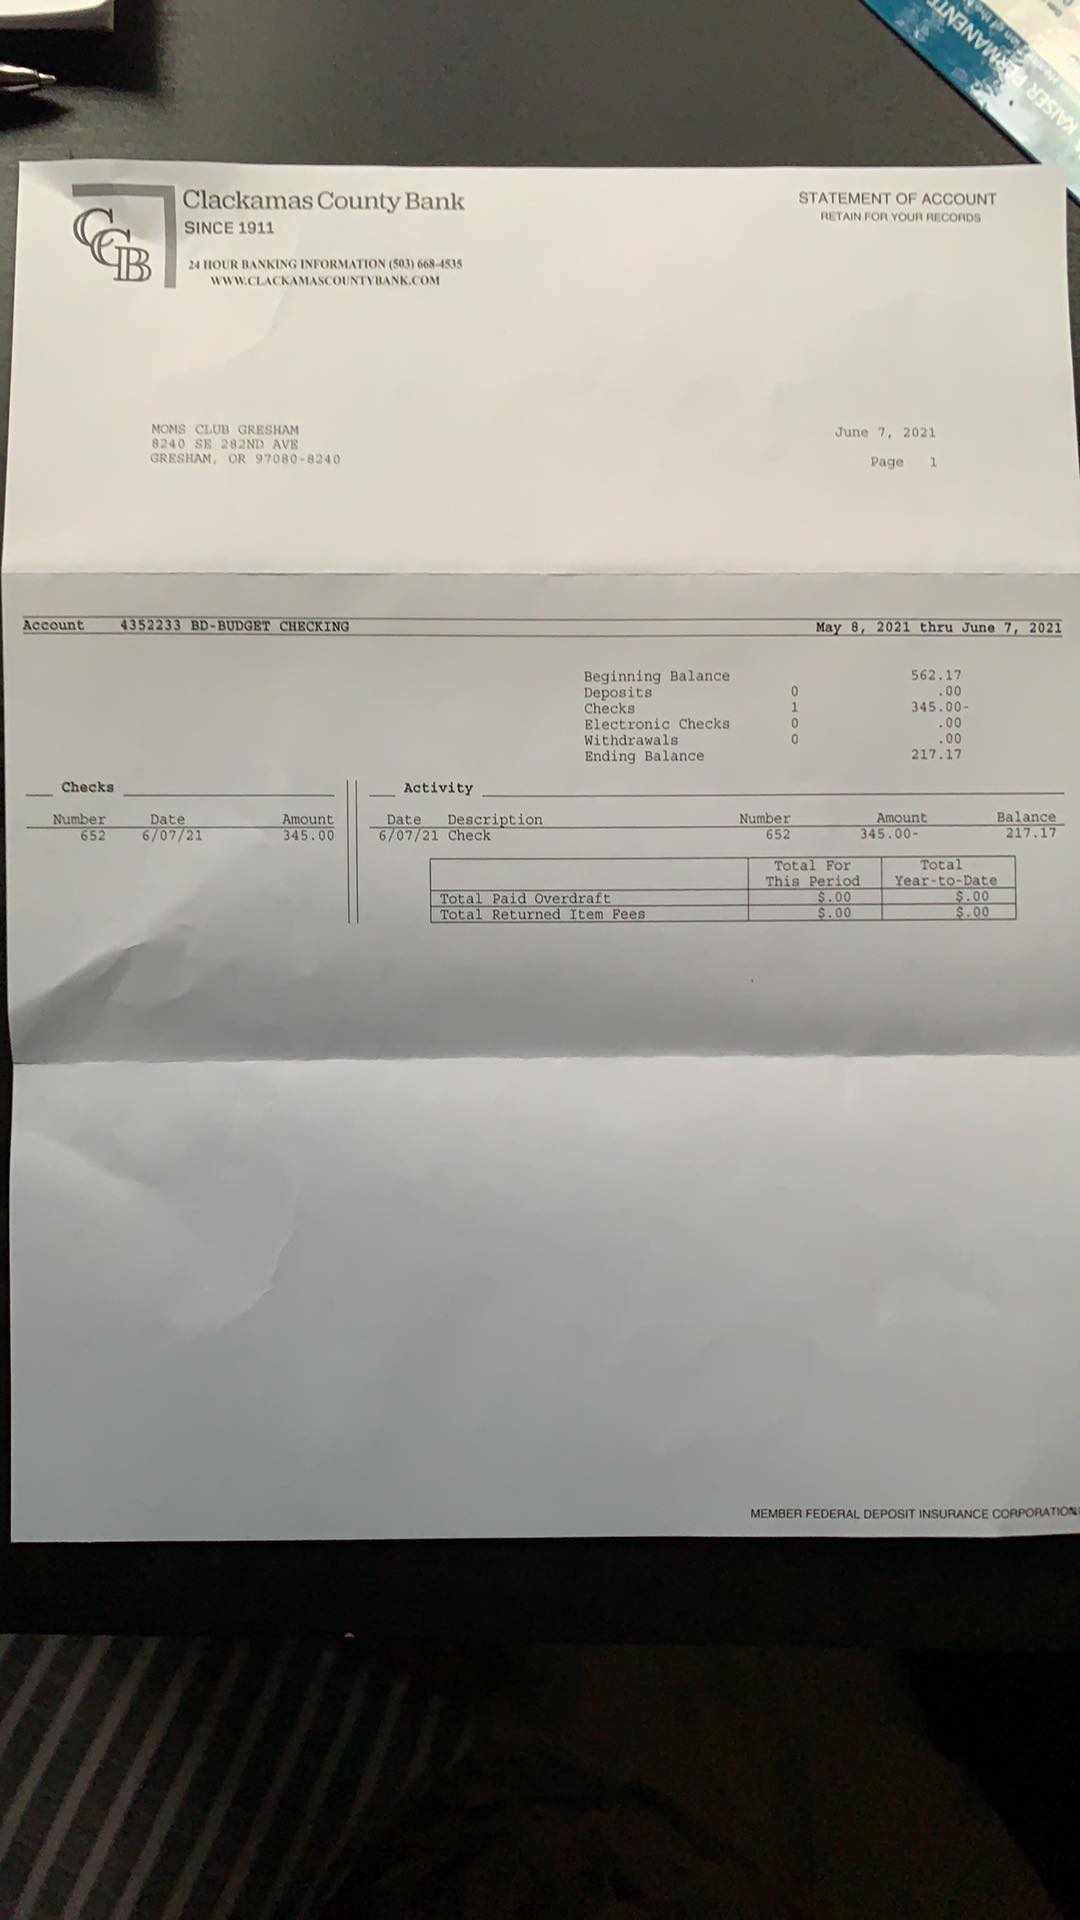 KAISER PERMANENTE
CCB
Clackamas County Bank
SINCE 1911
24 HOUR BANKING INFORMATION (503) 668-4535
WWW.CLACKAMASCOUNTYBANK.COM
STATEMENT OF ACCOUNT
RETAIN FOR YOUR RECORDS
MOMS CLUB GRESHAM
8240 SE 282ND AVE
GRESHAM, OR 97080-8240
June 7, 2021
Page 1
Account 4352233 BD-BUDGET CHECKING May 8, 2021 thru June 7, 2021
Beginning Balance 562.17
Deposits 0 .00
Checks 1 345.00-
Electronic Checks 0 .00
Withdrawals 0 .00
Ending Balance 217.17
Checks
Number Date Amount
652 6/07/21 345.00
Activity
Date Description Number Amount Balance
6/07/21 Check 652 345.00- 217.17
Total For Total
This Period Year-to-Date
Total Paid Overdraft $.00 $.00
Total Returned Item Fees $.00 $.00
MEMBER FEDERAL DEPOSIT INSURANCE CORPORATION